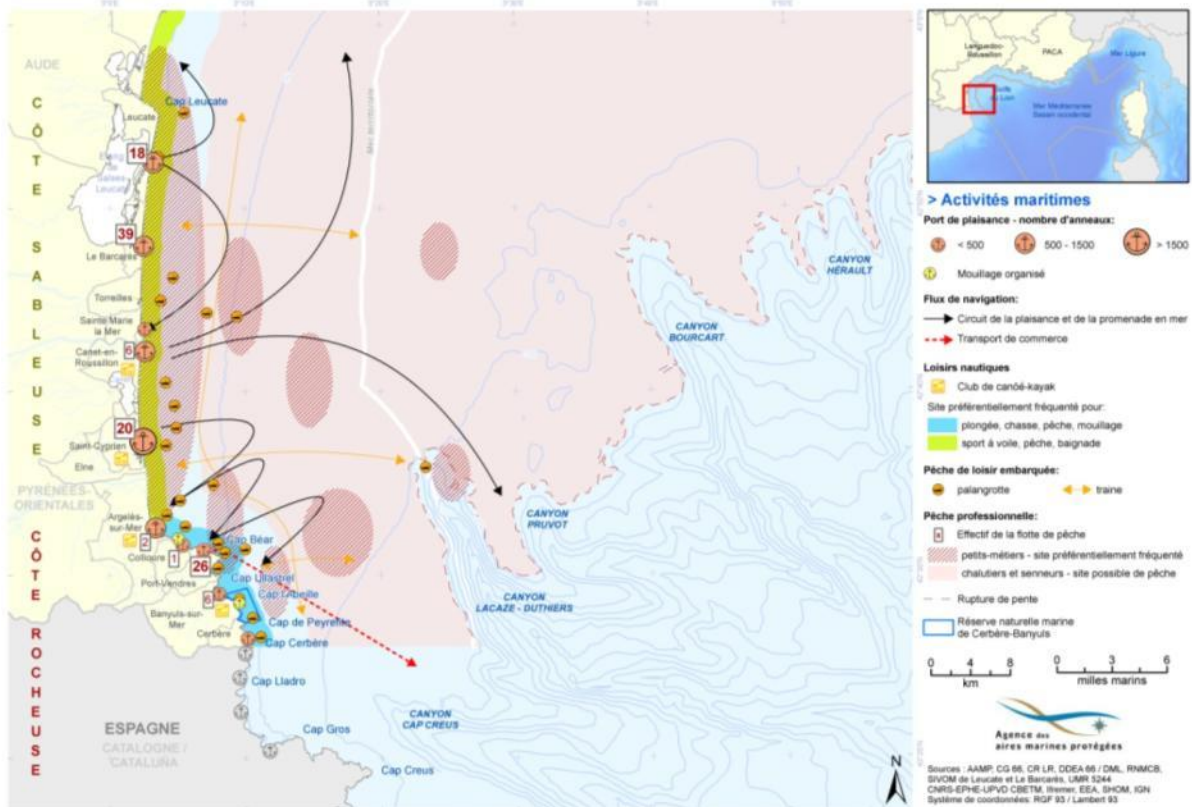 AUDE
CÔTE SABLEUSE
CÔTE ROCHEUSE
Cap Leucate
Leucate
18
Etang de
Salses-
Leucate
39
Le Barcarès
Torreilles
Sainte-Marie
la Mer
6
Canet-en-
Roussillon
20
Saint-Cyprien
Elne
PYRÉNÉES-
ORIENTALES
Argelès-
sur-Mer
2
Collioure
1
Cap Béar
26
Port-Vendres
Cap l'Abeille
6
Banyuls-sur-
Mer
Cap de Peyrefite
Cerbère
Cap Cerbère
Cap Lladro
ESPAGNE
CATALOGNE /
CATALUÑA
Cap Gros
Cap Creus
Mer territoriale
CANYON
HÉRAULT
CANYON
BOURCART
CANYON
PRUVOT
CANYON
LACAZE - DUTHIERS
CANYON
CAP CREUS
N
Languedoc-
Roussillon
PACA
Mer Ligure
Golfe
du Lion
Mer Méditerranée
Bassin occidental
> Activités maritimes
Port de plaisance - nombre d'anneaux:
< 500
500 - 1500
> 1500
Mouillage organisé
Flux de navigation:
Circuit de la plaisance et de la promenade en mer
Transport de commerce
Loisirs nautiques
Club de canoë-kayak
Site préférentiellement fréquenté pour:
plongée, chasse, pêche, mouillage
sport à voile, pêche, baignade
Pêche de loisir embarquée:
palangrotte
traine
Pêche professionnelle:
Effectif de la flotte de pêche
petits-métiers - site préférentiellement fréquenté
chalutiers et senneurs - site possible de pêche
Rupture de pente
Réserve naturelle marine
de Cerbère-Banyuls
0 4 8
km
0 3 6
milles marins
Agence des
aires marines protégées
Sources : AAMP, CG 66, CR LR, DDEA 66 / DML, RNMCB,
SIVOM de Leucate et Le Barcarès, UMR 5244
CNRS-EPHE-UPVD CBETM, Ifremer, EEA, SHOM, IGN
Système de coordonnées: RGF 93 / Lambert 93